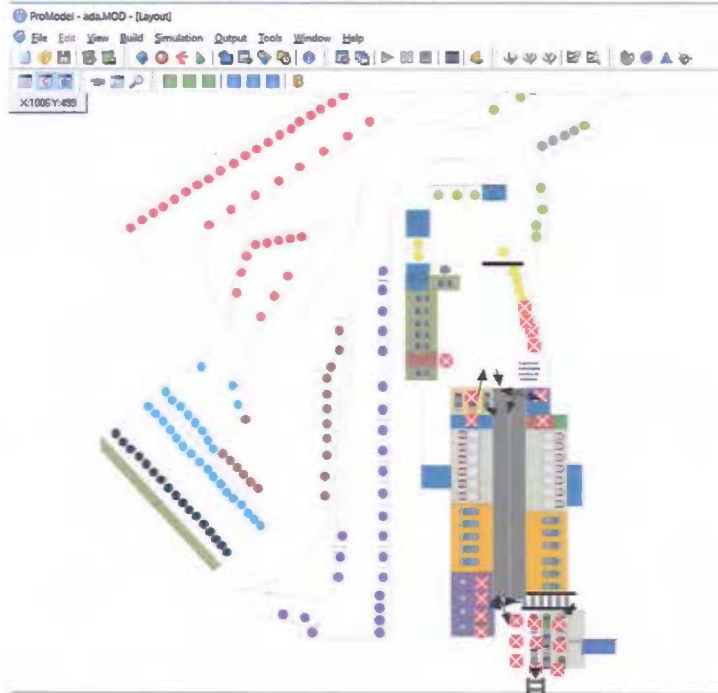 ProModel - ada.MOD - [Layout]
File Edit View Build Simulation Output Tools Window Help
X:1006 Y:499